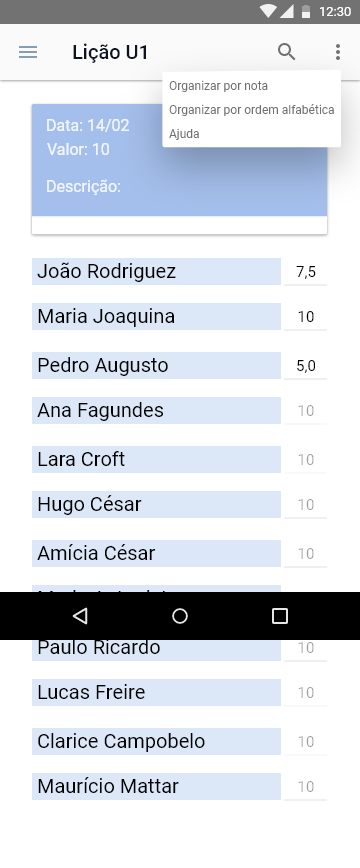 12:30
Lição U1
Organizar por nota
Organizar por ordem alfabética
Ajuda
Data: 14/02
Valor: 10
Descrição:
João Rodriguez 7,5
Maria Joaquina 10
Pedro Augusto 5,0
Ana Fagundes 10
Lara Croft 10
Hugo César 10
Amícia César 10
Paulo Ricardo 10
Lucas Freire 10
Clarice Campobelo 10
Maurício Mattar 10